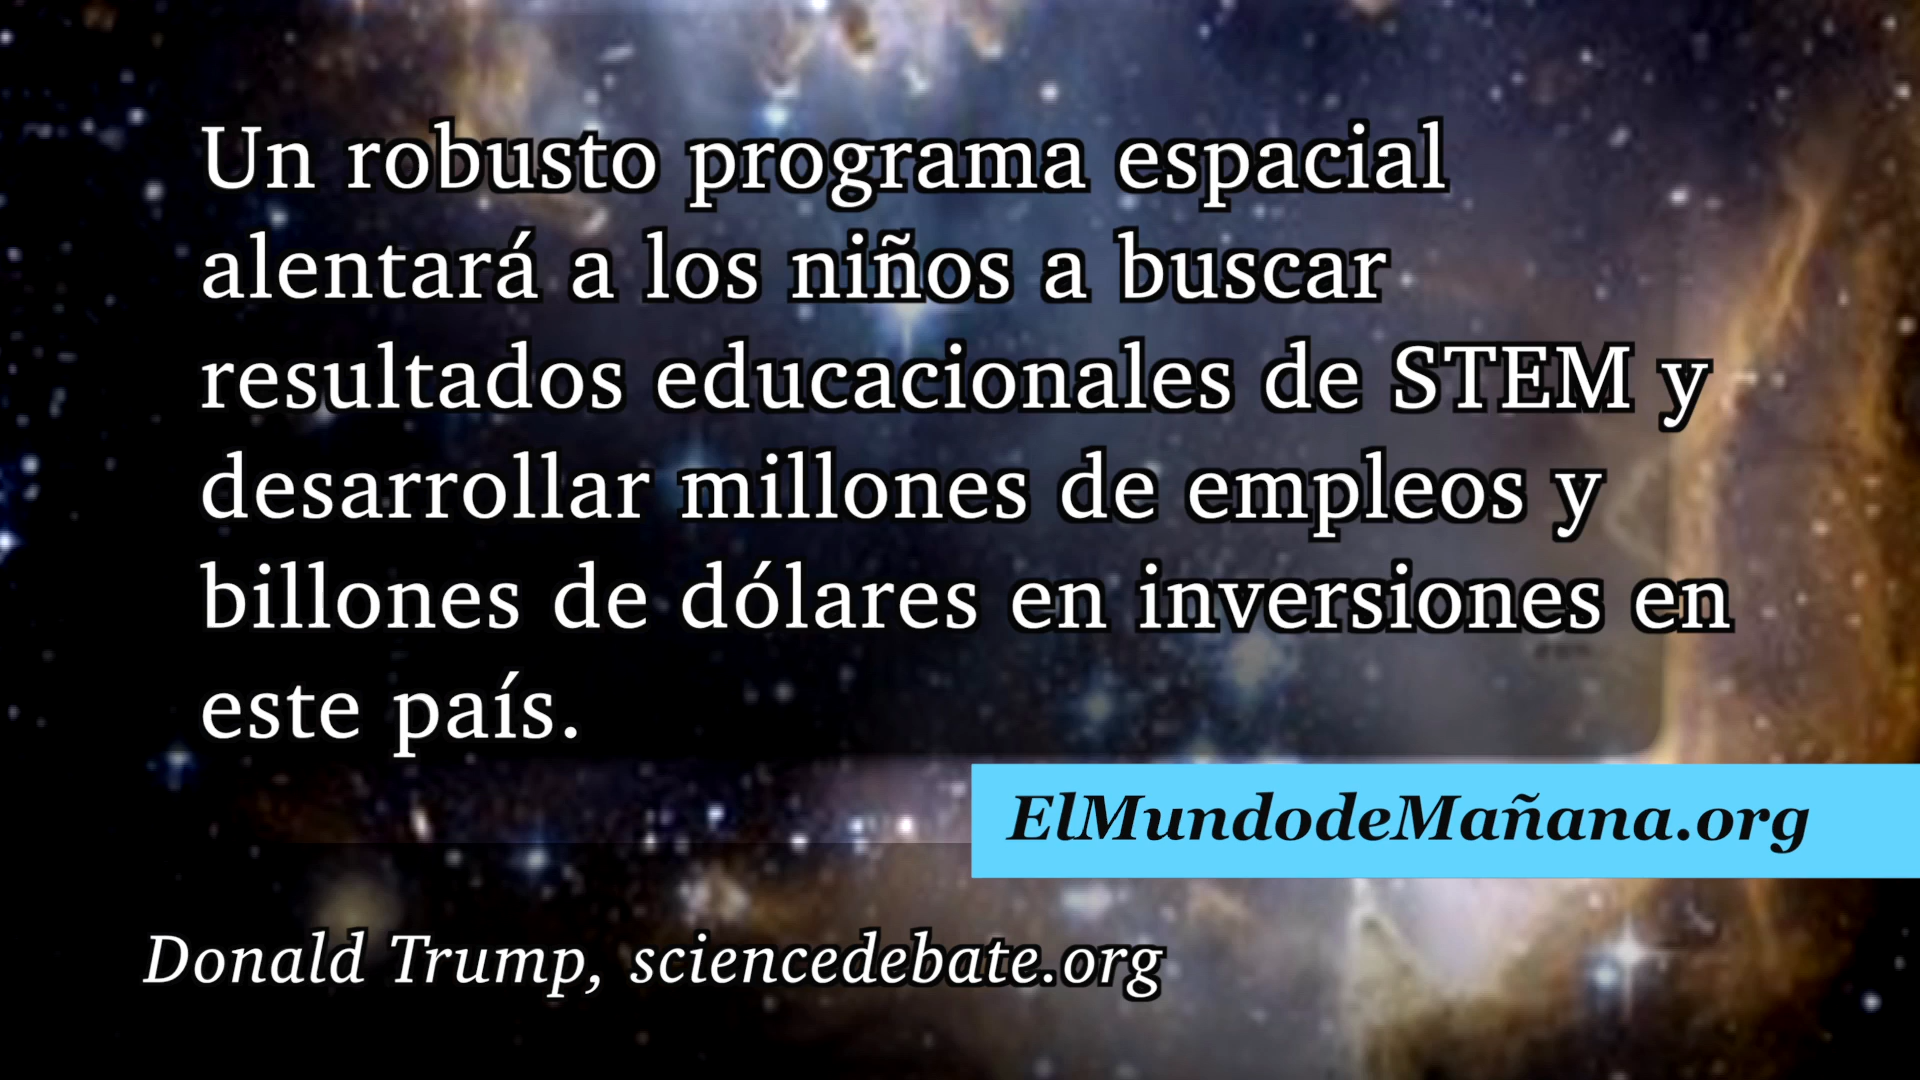 Un robusto programa espacial
alentará a los niños a buscar
resultados educacionales de STEM y
desarrollar millones de empleos y
billones de dólares en inversiones en
este país.
ElMundodeMañana.org
Donald Trump, sciencedebate.org